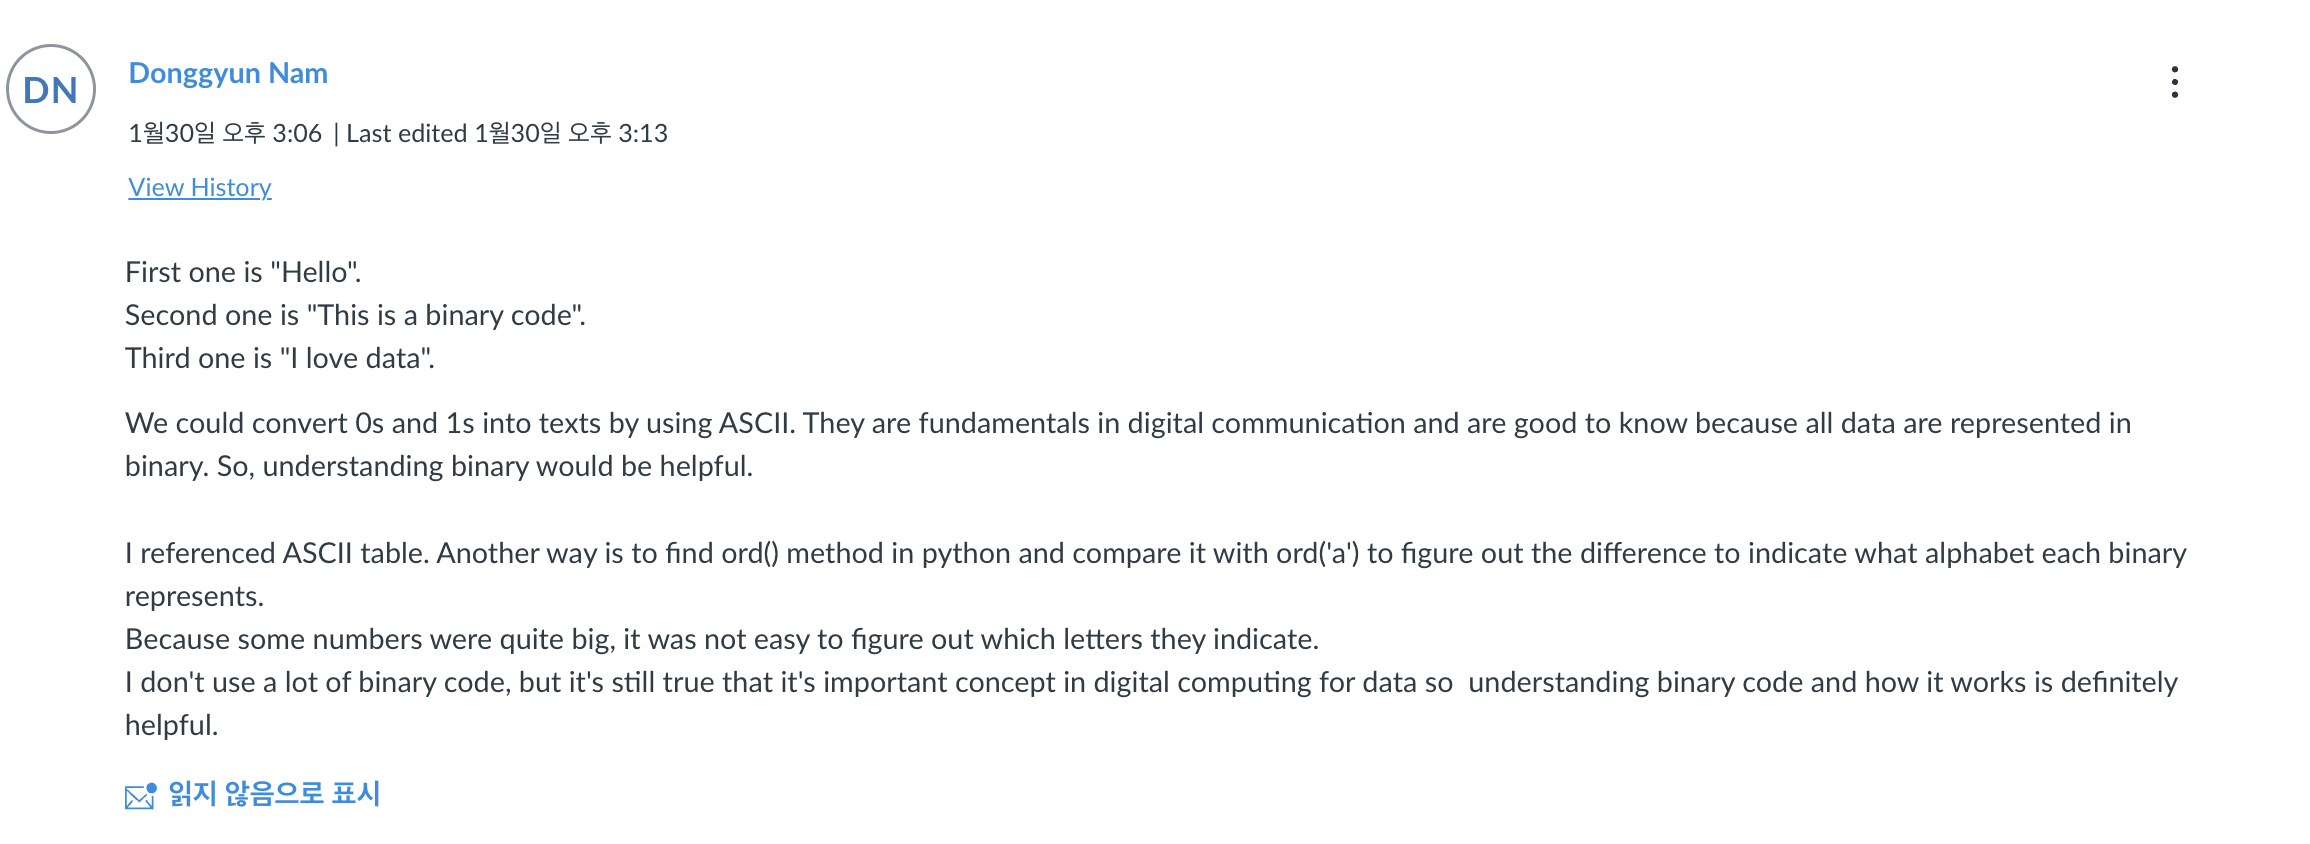 DN
Donggyun Nam
1월30일 오후 3:06 | Last edited 1월30일 오후 3:13
View History
First one is "Hello".
Second one is "This is a binary code".
Third one is "I love data".
We could convert 0s and 1s into texts by using ASCII. They are fundamentals in digital communication and are good to know because all data are represented in
binary. So, understanding binary would be helpful.
I referenced ASCII table. Another way is to find ord() method in python and compare it with ord('a') to figure out the difference to indicate what alphabet each binary
represents.
Because some numbers were quite big, it was not easy to figure out which letters they indicate.
I don't use a lot of binary code, but it's still true that it's important concept in digital computing for data so  understanding binary code and how it works is definitely
helpful.
읽지 않음으로 표시